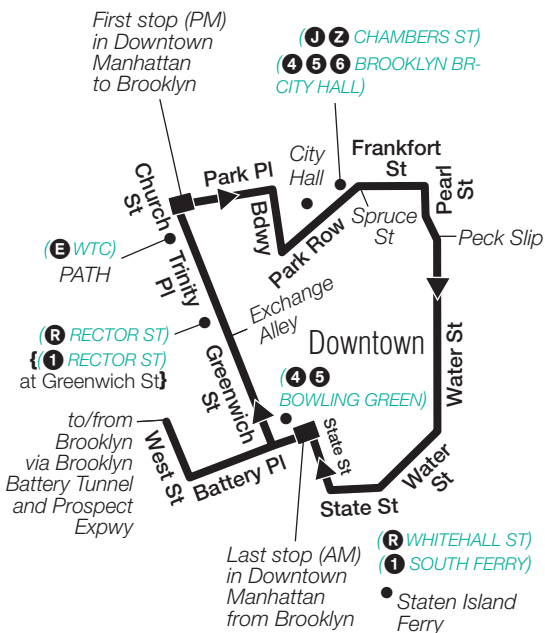 First stop (PM)
in Downtown
Manhattan
to Brooklyn
(J Z CHAMBERS ST)
(4 5 6 BROOKLYN BR-
CITY HALL)
City
Hall
Frankfort
St
Pearl
St
Church
St
Park Pl
Bdwy
Park Row
Spruce
St
Peck Slip
(E WTC)
PATH
Trinity
Pl
Exchange
Alley
(R RECTOR ST)
{(1 RECTOR ST)
at Greenwich St}
Greenwich
St
Downtown
Water St
(4 5
BOWLING GREEN)
to/from
Brooklyn
via Brooklyn
Battery Tunnel
and Prospect
Expwy
West St
Battery Pl
State St
State St
Water
St
Last stop (AM)
in Downtown
Manhattan
from Brooklyn
(R WHITEHALL ST)
(1 SOUTH FERRY)
Staten Island
Ferry